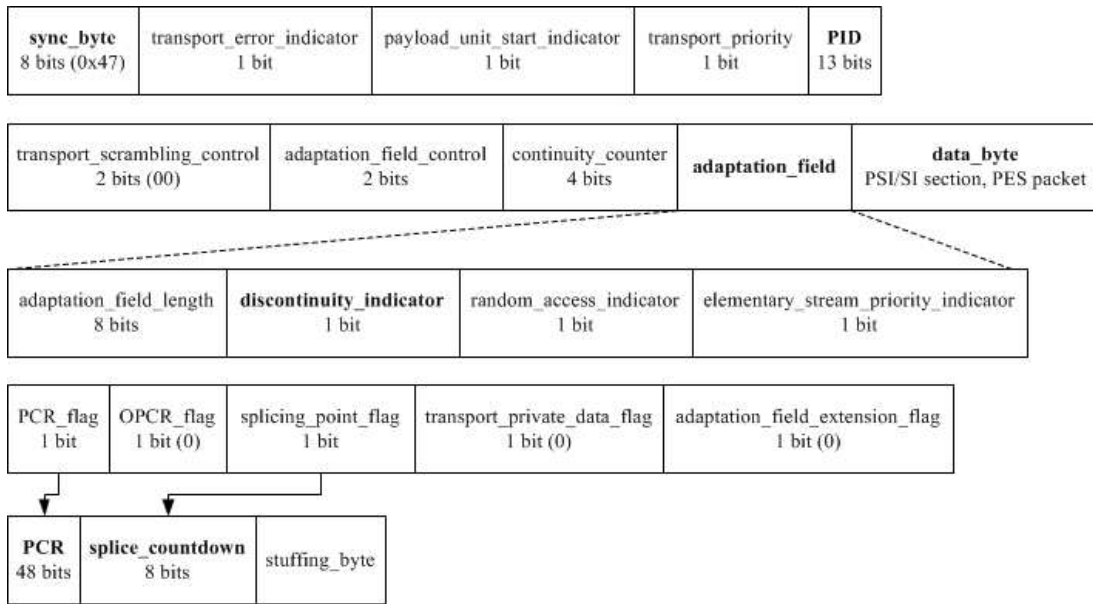 sync_byte
8 bits (0x47)
transport_error_indicator
1 bit
payload_unit_start_indicator
1 bit
transport_priority
1 bit
PID
13 bits
transport_scrambling_control
2 bits (00)
adaptation_field_control
2 bits
continuity_counter
4 bits
adaptation_field
data_byte
PSI/SI section, PES packet
adaptation_field_length
8 bits
discontinuity_indicator
1 bit
random_access_indicator
1 bit
elementary_stream_priority_indicator
1 bit
PCR_flag
1 bit
OPCR_flag
1 bit (0)
splicing_point_flag
1 bit
transport_private_data_flag
1 bit (0)
adaptation_field_extension_flag
1 bit (0)
PCR
48 bits
splice_countdown
8 bits
stuffing_byte